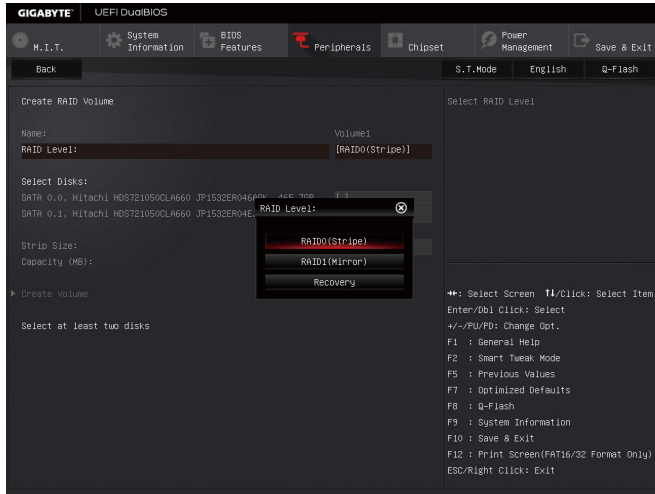 GIGABYTE™ UEFI DualBIOS
M.I.T.
System Information
BIOS Features
Peripherals
Chipset
Power Management
Save & Exit
Back
S.T.Mode English Q-Flash
Create RAID Volume
Name: Volume1
RAID Level: [RAID0(Stripe)]
Select Disks:
SATA 0.0, Hitachi HDS721050CLA660 465.7GB
SATA 0.1, Hitachi HDS721050CLA660
Strip Size:
Capacity (MB):
Create Volume
Select at least two disks
RAID Level:
RAID0(Stripe)
RAID1(Mirror)
Recovery
Select RAID Level
→←: Select Screen ↑↓/Click: Select Item
Enter/Dbl Click: Select
+/-/PU/PD: Change Opt.
F1 : General Help
F2 : Smart Tweak Mode
F5 : Previous Values
F7 : Optimized Defaults
F8 : Q-Flash
F9 : System Information
F10 : Save & Exit
F12 : Print Screen(FAT16/32 Format Only)
ESC/Right Click: Exit